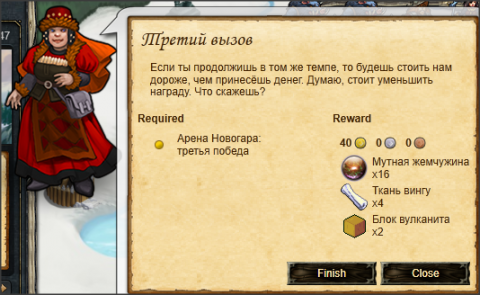 47
Третий вызов
Если ты продолжишь в том же темпе, то будешь стоить нам
дороже, чем принесёшь денег. Думаю, стоит уменьшить
награду. Что скажешь?
Required
Арена Новогара:
третья победа
Reward
40 0 0
Мутная жемчужина
x16
Ткань вингу
x4
Блок вулканита
x2
Finish
Close